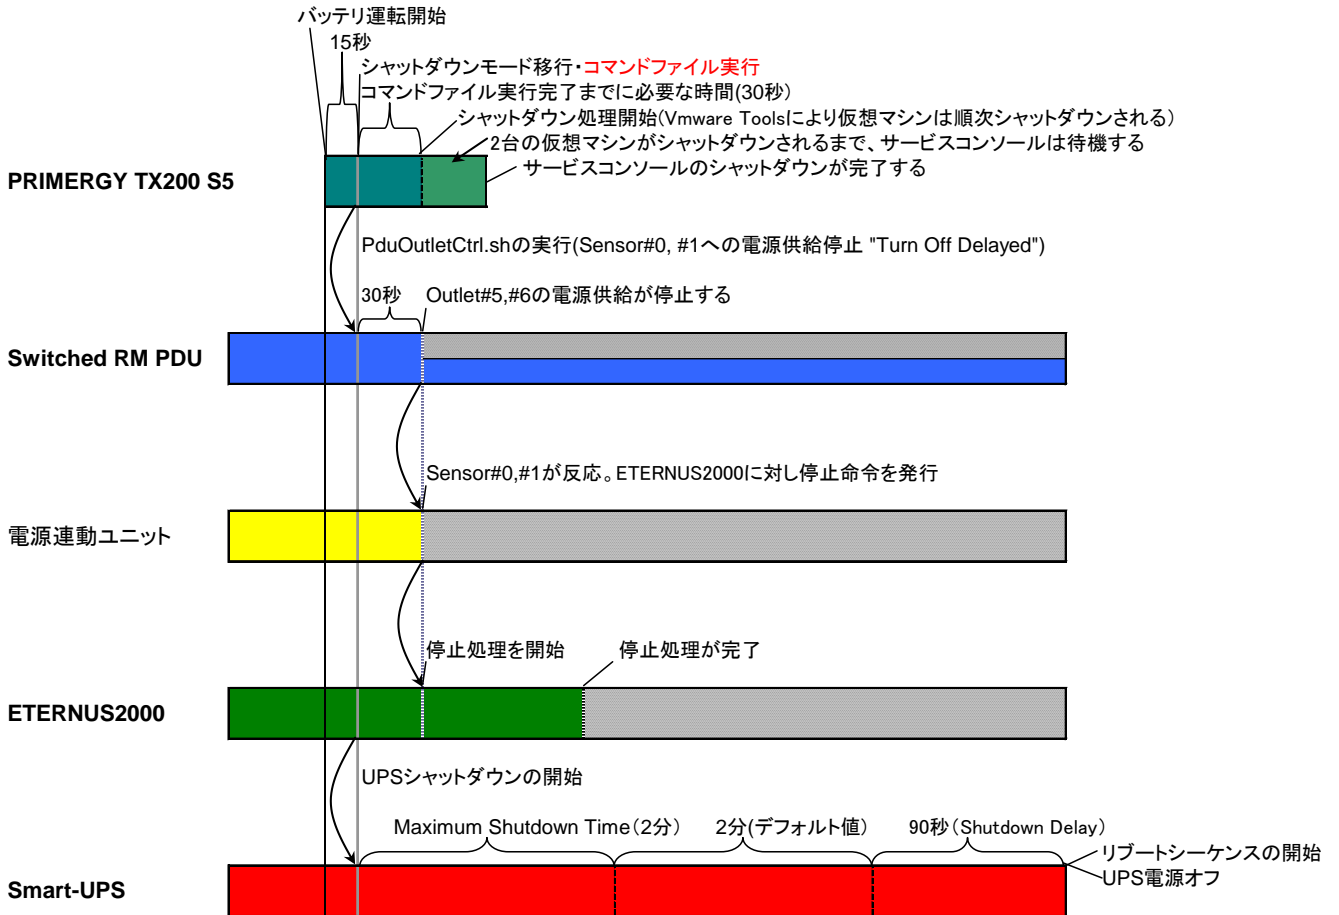 バッテリ運転開始
15秒
シャットダウンモード移行・コマンドファイル実行
コマンドファイル実行完了までに必要な時間(30秒)
シャットダウン処理開始(Vmware Toolsにより仮想マシンは順次シャットダウンされる)
2台の仮想マシンがシャットダウンされるまで、サービスコンソールは待機する
サービスコンソールのシャットダウンが完了する
PRIMERGY TX200 S5
PduOutletCtrl.shの実行(Sensor#0, #1への電源供給停止 "Turn Off Delayed")
30秒
Outlet#5,#6の電源供給が停止する
Switched RM PDU
Sensor#0,#1が反応。ETERNUS2000に対し停止命令を発行
電源連動ユニット
停止処理を開始
停止処理が完了
ETERNUS2000
UPSシャットダウンの開始
Maximum Shutdown Time(2分)
2分(デフォルト値)
90秒(Shutdown Delay)
リブートシーケンスの開始
UPS電源オフ
Smart-UPS